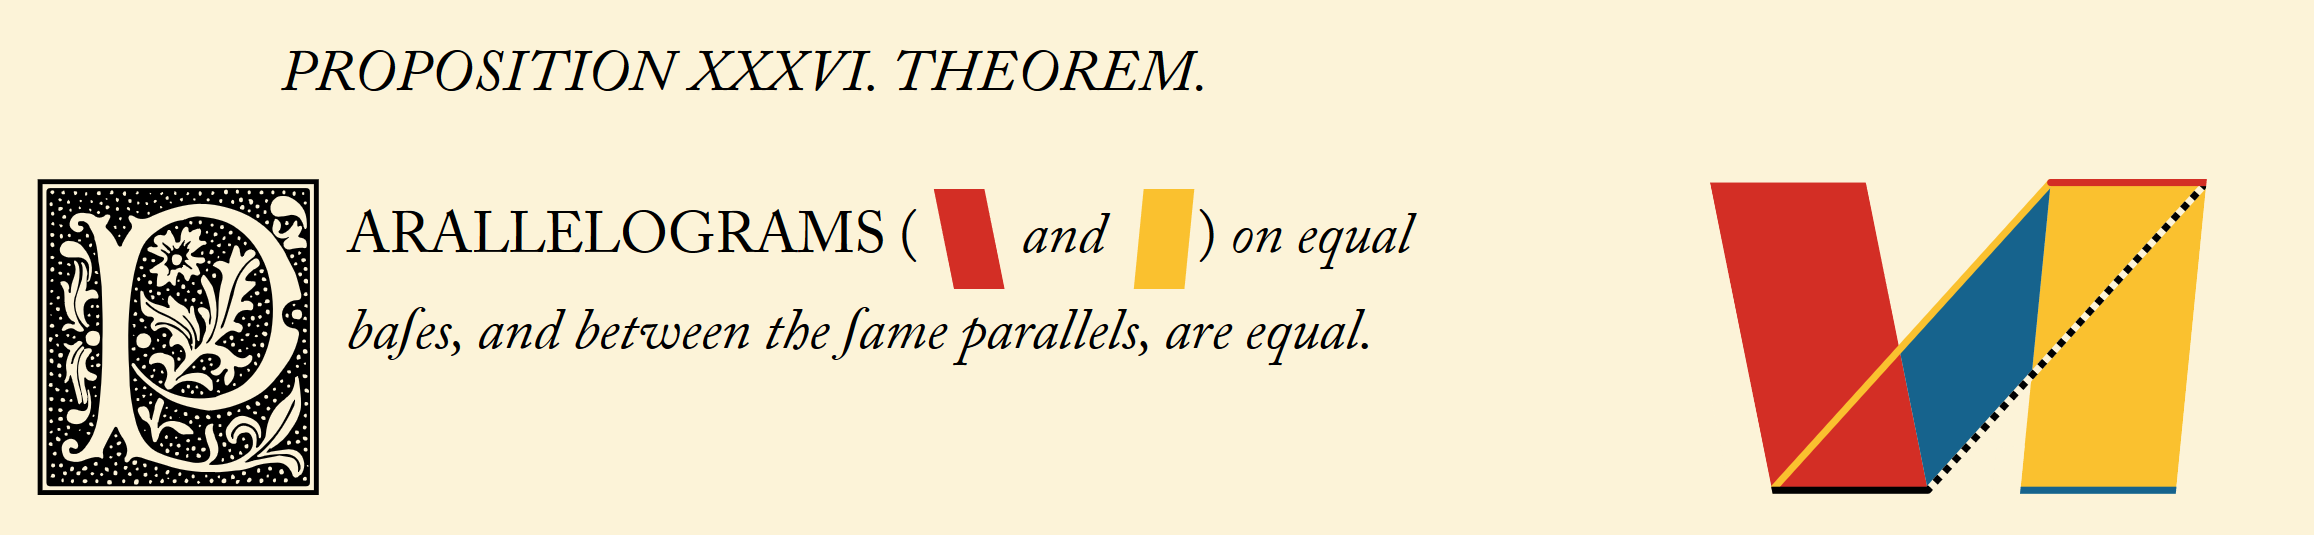 PROPOSITION XXXVI. THEOREM.
PARALLELOGRAMS ( and ) on equal
baſes, and between the ſame parallels, are equal.